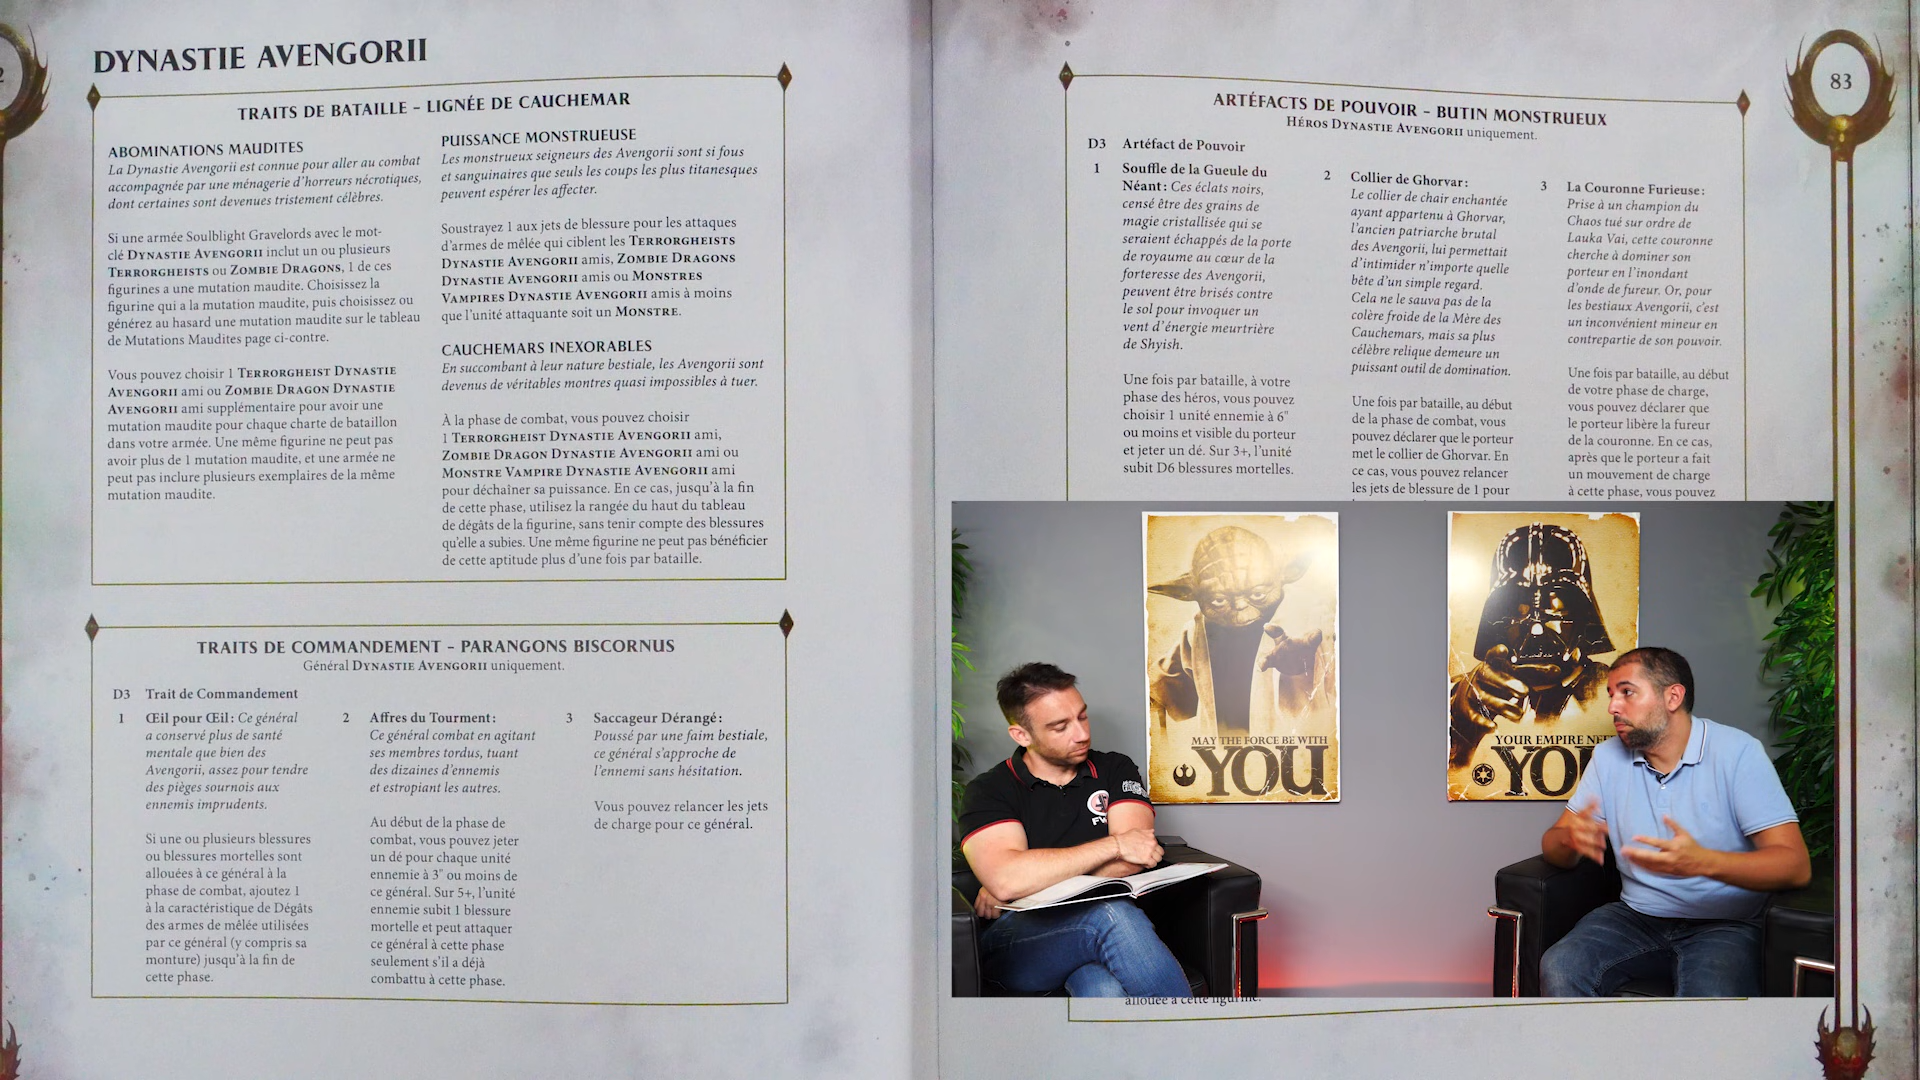 DYNASTIE AVENGORII
TRAITS DE BATAILLE – LIGNÉE DE CAUCHEMAR
ABOMINATIONS MAUDITES
La Dynastie Avengorii est connue pour aller au combat
accompagnée par une ménagerie d'horreurs nécrotiques,
dont certaines sont devenues tristement célèbres.
Si une armée Soulblight Gravelords avec le mot-
clé DYNASTIE AVENGORII inclut un ou plusieurs
TERRORGHEISTS ou ZOMBIE DRAGONS, 1 de ces
figurines a une mutation maudite. Choisissez la
figurine qui a la mutation maudite, puis choisissez ou
générez au hasard une mutation maudite sur le tableau
de Mutations Maudites page ci-contre.
Vous pouvez choisir 1 TERRORGHEIST DYNASTIE
AVENGORII ami ou ZOMBIE DRAGON DYNASTIE
AVENGORII ami supplémentaire pour avoir une
mutation maudite pour chaque charte de bataillon
dans votre armée. Une même figurine ne peut pas
avoir plus de 1 mutation maudite, et une armée ne
peut pas inclure plusieurs exemplaires de la même
mutation maudite.
PUISSANCE MONSTRUEUSE
Les monstrueux seigneurs des Avengorii sont si fous
et sanguinaires que seuls les coups les plus titanesques
peuvent espérer les affecter.
Soustrayez 1 aux jets de blessure pour les attaques
d'armes de mêlée qui ciblent les TERRORGHEISTS
DYNASTIE AVENGORII amis, ZOMBIE DRAGONS
DYNASTIE AVENGORII amis ou MONSTRES
VAMPIRES DYNASTIE AVENGORII amis à moins
que l'unité attaquante soit un MONSTRE.
CAUCHEMARS INEXORABLES
En succombant à leur nature bestiale, les Avengorii sont
devenus de véritables montres quasi impossibles à tuer.
À la phase de combat, vous pouvez choisir
1 TERRORGHEIST DYNASTIE AVENGORII ami,
ZOMBIE DRAGON DYNASTIE AVENGORII ami ou
MONSTRE VAMPIRE DYNASTIE AVENGORII ami
pour déchaîner sa puissance. En ce cas, jusqu'à la fin
de cette phase, utilisez la rangée du haut du tableau
de dégâts de la figurine, sans tenir compte des blessures
qu'elle a subies. Une même figurine ne peut pas bénéficier
de cette aptitude plus d'une fois par bataille.
TRAITS DE COMMANDEMENT – PARANGONS BISCORNUS
Général DYNASTIE AVENGORII uniquement.
D3 Trait de Commandement
1 Œil pour Œil : Ce général
a conservé plus de santé
mentale que bien des
Avengorii, assez pour tendre
des pièges sournois aux
ennemis imprudents.
Si une ou plusieurs blessures
ou blessures mortelles sont
allouées à ce général à la
phase de combat, ajoutez 1
à la caractéristique de Dégâts
des armes de mêlée utilisées
par ce général (y compris sa
monture) jusqu'à la fin de
cette phase.
2 Affres du Tourment :
Ce général combat en agitant
ses membres tordus, tuant
des dizaines d'ennemis
et estropiant les autres.
Au début de la phase de
combat, vous pouvez jeter
un dé pour chaque unité
ennemie à 3" ou moins de
ce général. Sur 5+, l'unité
ennemie subit 1 blessure
mortelle et peut attaquer
ce général à cette phase
seulement s'il a déjà
combattu à cette phase.
3 Saccageur Dérangé :
Poussé par une faim bestiale,
ce général s'approche de
l'ennemi sans hésitation.
Vous pouvez relancer les jets
de charge pour ce général.
83
ARTÉFACTS DE POUVOIR – BUTIN MONSTRUEUX
HÉROS DYNASTIE AVENGORII uniquement.
D3 Artéfact de Pouvoir
1 Souffle de la Gueule du
Néant : Ces éclats noirs,
censé être des grains de
magie cristallisée qui se
seraient échappés de la porte
de royaume au cœur de la
forteresse des Avengorii,
peuvent être brisés contre
le sol pour invoquer un
vent d'énergie meurtrière
de Shyish.
Une fois par bataille, à votre
phase des héros, vous pouvez
choisir 1 unité ennemie à 6"
ou moins et visible du porteur
et jeter un dé. Sur 3+, l'unité
subit D6 blessures mortelles.
2 Collier de Ghorvar :
Le collier de chair enchantée
ayant appartenu à Ghorvar,
l'ancien patriarche brutal
des Avengorii, lui permettait
d'intimider n'importe quelle
bête d'un simple regard.
Cela ne le sauva pas de la
colère froide de la Mère des
Cauchemars, mais sa plus
célèbre relique demeure un
puissant outil de domination.
Une fois par bataille, au début
de la phase de combat, vous
pouvez déclarer que le porteur
met le collier de Ghorvar. En
ce cas, vous pouvez relancer
les jets de blessure de 1 pour
3 La Couronne Furieuse :
Prise à un champion du
Chaos tué sur ordre de
Lauka Vai, cette couronne
cherche à dominer son
porteur en l'inondant
d'onde de fureur. Or, pour
les bestiaux Avengorii, c'est
un inconvénient mineur en
contrepartie de son pouvoir.
Une fois par bataille, au début
de votre phase de charge,
vous pouvez déclarer que
le porteur libère la fureur
de la couronne. En ce cas,
après que le porteur a fait
un mouvement de charge
à cette phase, vous pouvez
MAY THE FORCE BE WITH
YOU
YOUR EMPIRE
allouée à cette figurine.